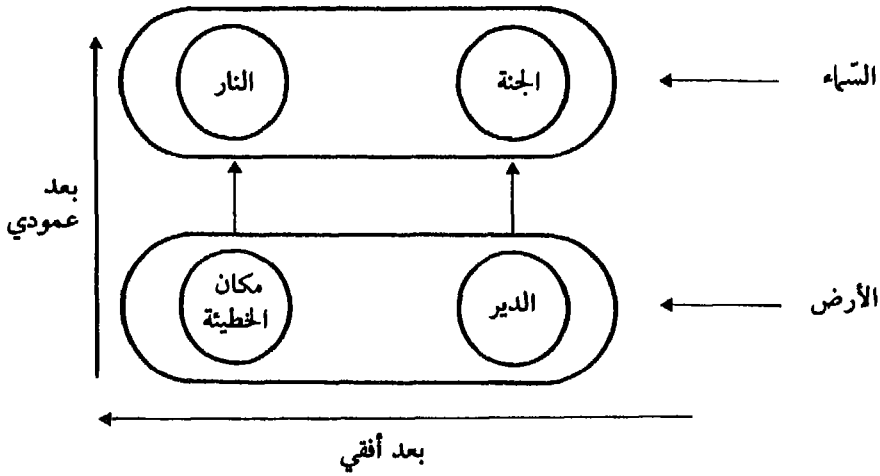 السّماء
الجنة
النار
بعد
عمودي
الأرض
الدير
مكان
الخطيئة
بعد أفقي